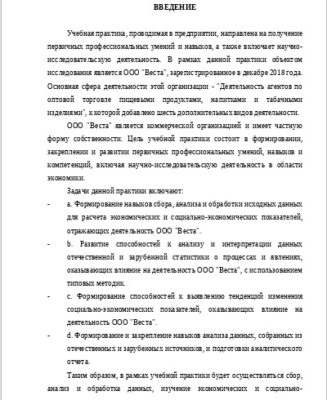 ВВЕДЕНИЕ
Учебная практика, проводимая в предприятии, направлена на получение
первичных профессиональных умений и навыков, а также включает научно-
исследовательскую деятельность. В рамках данной практики объектом
исследования является ООО "Веста", зарегистрированное в декабре 2018 года.
Основная сфера деятельности этой организации - "Деятельность агентов по
оптовой торговле пищевыми продуктами, напитками и табачными
изделиями", к которой добавлено шесть дополнительных видов деятельности.
ООО "Веста" является коммерческой организацией и имеет частную
форму собственности. Цель учебной практики состоит в формировании,
закреплении и развитии первичных профессиональных умений, навыков и
компетенций, включая научно-исследовательскую деятельность в области
экономики.
Задачи данной практики включают:
- а. Формирование навыков сбора, анализа и обработки исходных данных
для расчета экономических и социально-экономических показателей,
отражающих деятельность ООО "Веста".
- b. Развитие способностей к анализу и интерпретации данных
отечественной и зарубежной статистики о процессах и явлениях,
оказывающих влияние на деятельность ООО "Веста", с использованием
типовых методик.
- c. Формирование способностей к выявлению тенденций изменения
социально-экономических показателей, оказывающих влияние на
деятельность ООО "Веста".
- d. Формирование и закрепление навыков анализа данных, собранных из
отечественных и зарубежных источников, и подготовки аналитического
отчета.
Таким образом, в рамках учебной практики будет осуществляться сбор,
анализ и обработка данных, изучение экономических и социально-